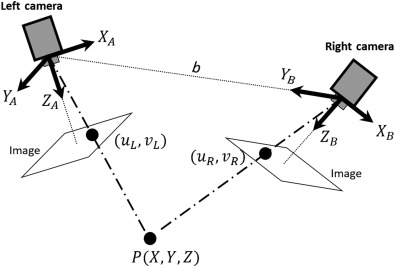 Left camera
X_A
Right camera
b
Y_B
Y_A
Z_A
Z_B
X_B
Image
(u_L, v_L)
(u_R, v_R)
Image
P(X, Y, Z)